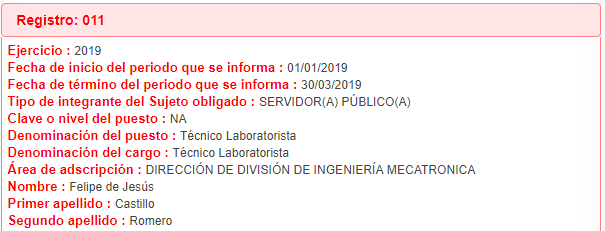 Registro: 011
Ejercicio : 2019
Fecha de inicio del periodo que se informa : 01/01/2019
Fecha de término del periodo que se informa : 30/03/2019
Tipo de integrante del Sujeto obligado : SERVIDOR(A) PÚBLICO(A)
Clave o nivel del puesto : NA
Denominación del puesto : Técnico Laboratorista
Denominación del cargo : Técnico Laboratorista
Área de adscripción : DIRECCIÓN DE DIVISIÓN DE INGENIERÍA MECATRONICA
Nombre : Felipe de Jesús
Primer apellido : Castillo
Segundo apellido : Romero